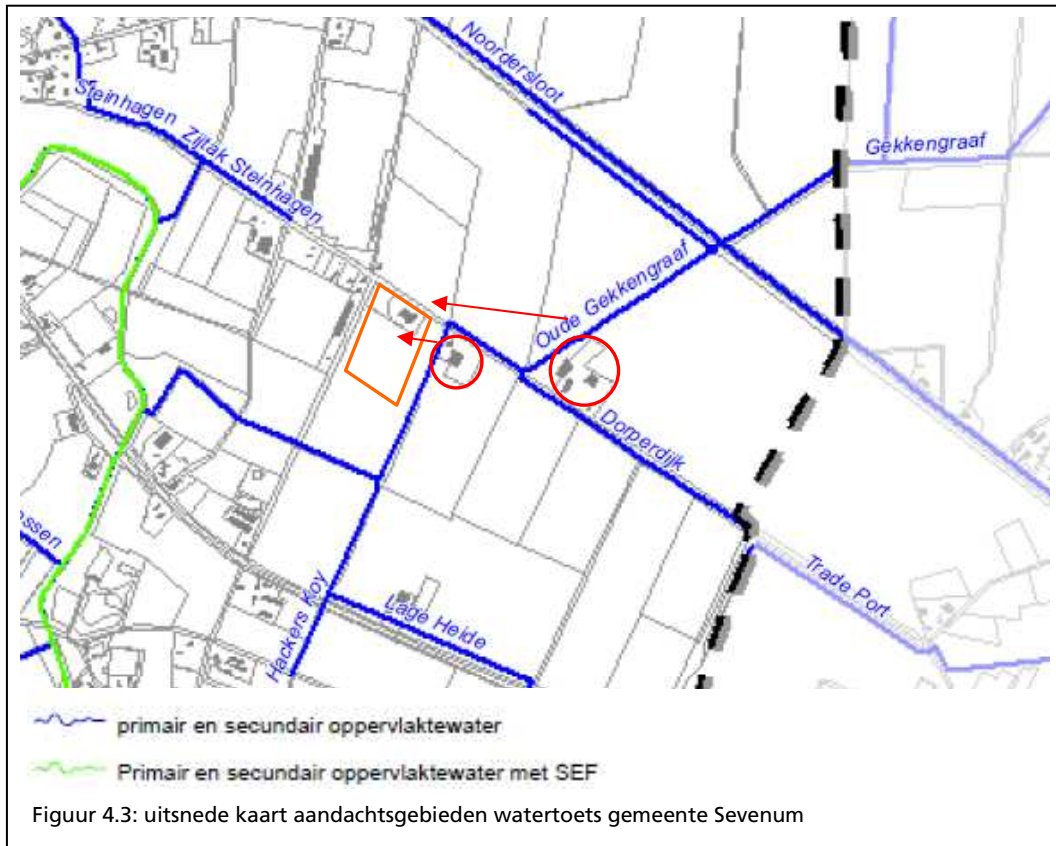 Noordersloot
Steinhagen
Zijtak Steinhagen
Gekkengraaf
Oude Gekkengraaf
Dorperdijk
ossen
Trade Port
Hackers Koy
Lage Heide
primair en secundair oppervlaktewater
Primair en secundair oppervlaktewater met SEF
Figuur 4.3: uitsnede kaart aandachtsgebieden watertoets gemeente Sevenum